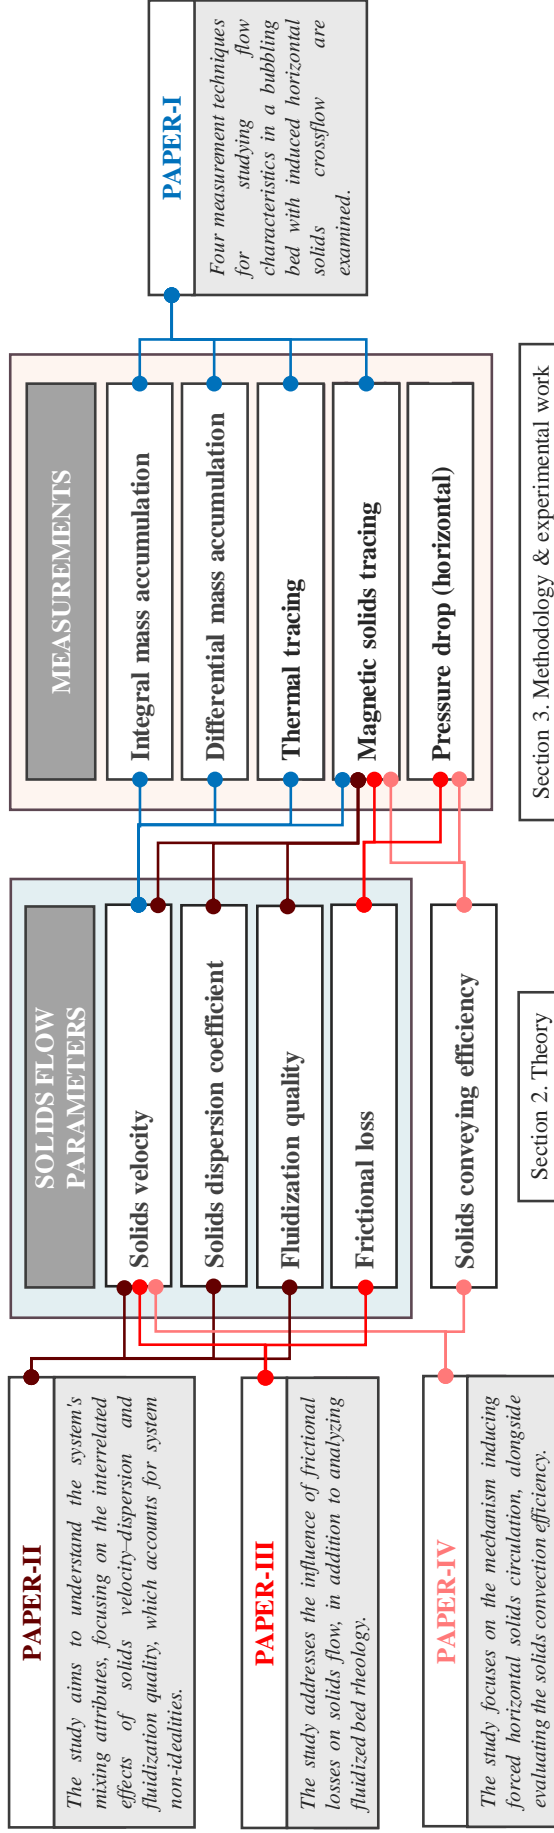 PAPER-II
The study aims to understand the system's
mixing attributes, focusing on the interrelated
effects of solids velocity–dispersion and
fluidization quality, which accounts for system
non-idealities.
PAPER-III
The study addresses the influence of frictional
losses on solids flow, in addition to analyzing
fluidized bed rheology.
PAPER-IV
The study focuses on the mechanism inducing
forced horizontal solids circulation, alongside
evaluating the solids convection efficiency.
SOLIDS FLOW
PARAMETERS
Solids velocity
Solids dispersion coefficient
Fluidization quality
Frictional loss
Solids conveying efficiency
Section 2. Theory
MEASUREMENTS
Integral mass accumulation
Differential mass accumulation
Thermal tracing
Magnetic solids tracing
Pressure drop (horizontal)
Section 3. Methodology & experimental work
PAPER-I
Four measurement techniques
for studying flow
characteristics in a bubbling
bed with induced horizontal
solids crossflow are
examined.